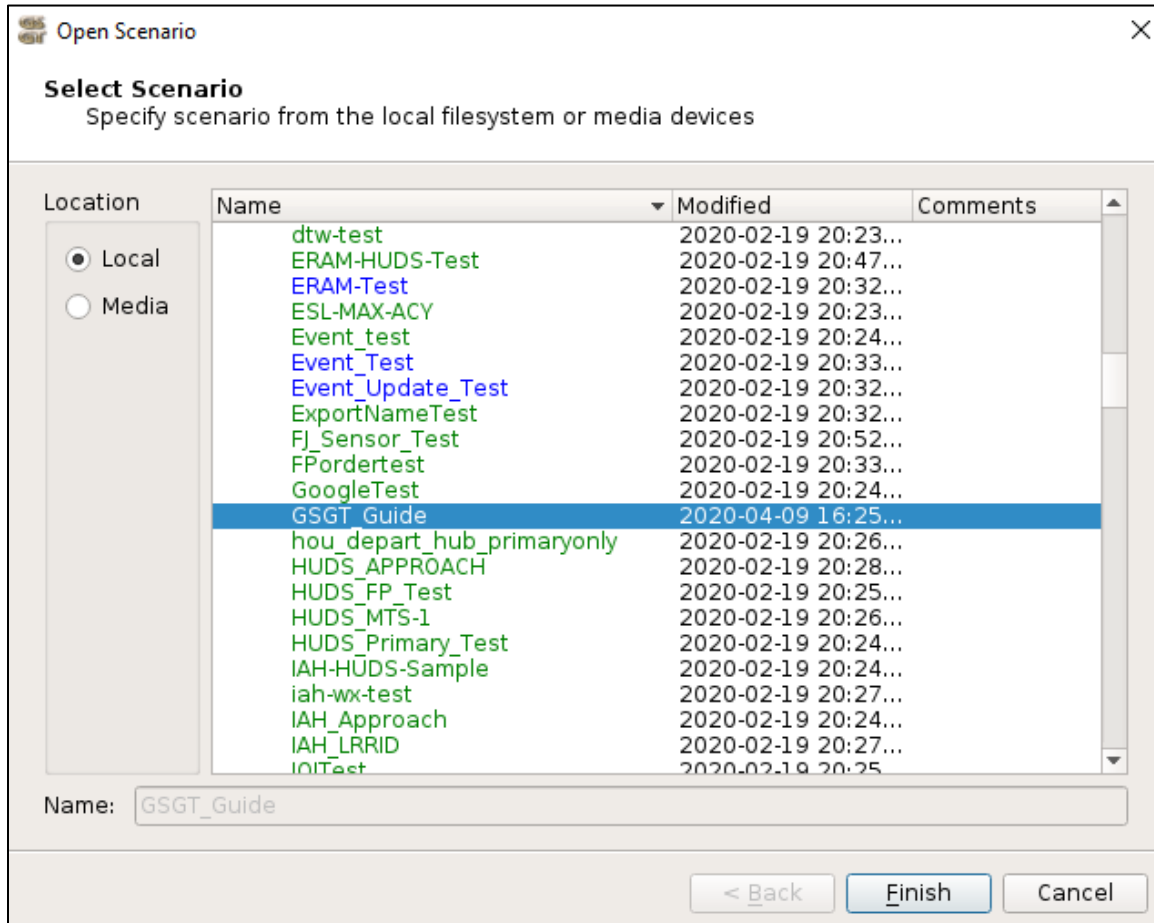 Open Scenario
Select Scenario
Specify scenario from the local filesystem or media devices
Location
Local
Media
Name Modified Comments
dtw-test 2020-02-19 20:23...
ERAM-HUDS-Test 2020-02-19 20:47...
ERAM-Test 2020-02-19 20:32...
ESL-MAX-ACY 2020-02-19 20:23...
Event_test 2020-02-19 20:24...
Event_Test 2020-02-19 20:33...
Event_Update_Test 2020-02-19 20:32...
ExportNameTest 2020-02-19 20:32...
FJ_Sensor_Test 2020-02-19 20:52...
FPordertest 2020-02-19 20:33...
GoogleTest 2020-02-19 20:24...
GSGT_Guide 2020-04-09 16:25...
hou_depart_hub_primaryonly 2020-02-19 20:26...
HUDS_APPROACH 2020-02-19 20:28...
HUDS_FP_Test 2020-02-19 20:25...
HUDS_MTS-1 2020-02-19 20:26...
HUDS_Primary_Test 2020-02-19 20:24...
IAH-HUDS-Sample 2020-02-19 20:24...
iah-wx-test 2020-02-19 20:27...
IAH_Approach 2020-02-19 20:24...
IAH_LRRID 2020-02-19 20:27...
2020-02-19 20:25
Name: GSGT_Guide
< Back Finish Cancel